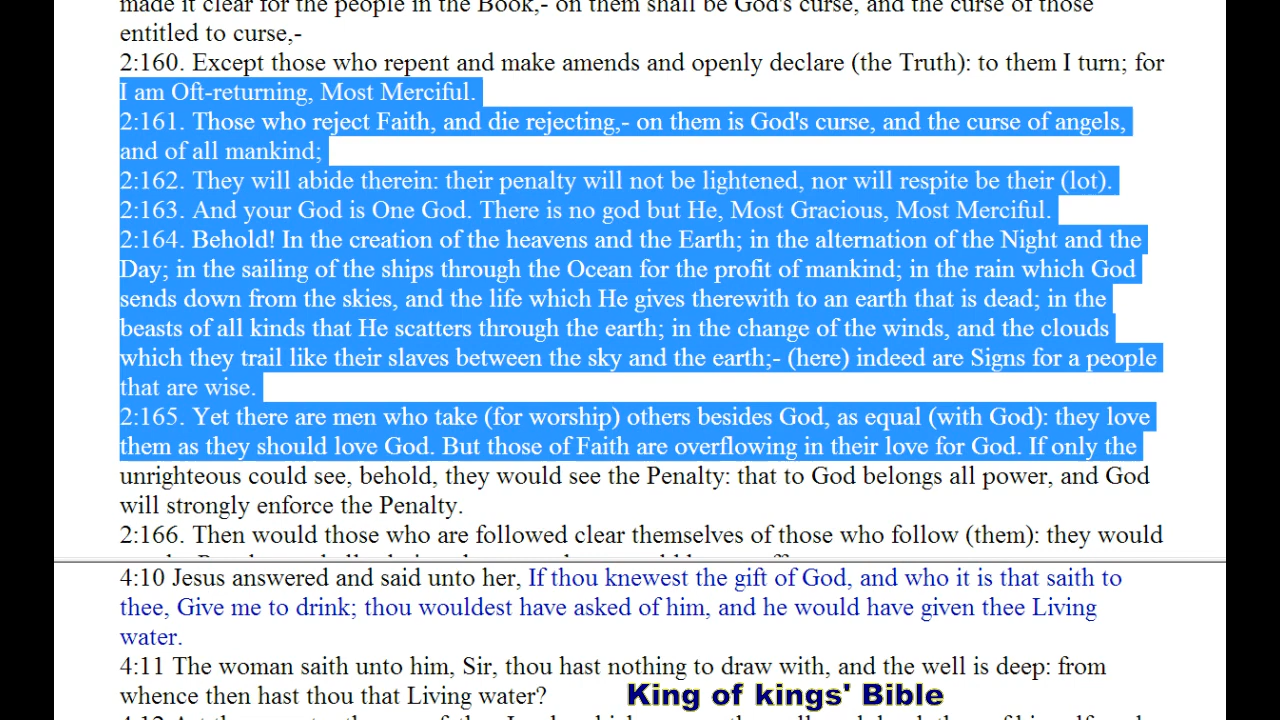 made it clear for the people in the Book,- on them shall be God's curse, and the curse of those
entitled to curse,-
2:160. Except those who repent and make amends and openly declare (the Truth): to them I turn; for
I am Oft-returning, Most Merciful.
2:161. Those who reject Faith, and die rejecting,- on them is God's curse, and the curse of angels,
and of all mankind;
2:162. They will abide therein: their penalty will not be lightened, nor will respite be their (lot).
2:163. And your God is One God. There is no god but He, Most Gracious, Most Merciful.
2:164. Behold! In the creation of the heavens and the Earth; in the alternation of the Night and the
Day; in the sailing of the ships through the Ocean for the profit of mankind; in the rain which God
sends down from the skies, and the life which He gives therewith to an earth that is dead; in the
beasts of all kinds that He scatters through the earth; in the change of the winds, and the clouds
which they trail like their slaves between the sky and the earth;- (here) indeed are Signs for a people
that are wise.
2:165. Yet there are men who take (for worship) others besides God, as equal (with God): they love
them as they should love God. But those of Faith are overflowing in their love for God. If only the
unrighteous could see, behold, they would see the Penalty: that to God belongs all power, and God
will strongly enforce the Penalty.
2:166. Then would those who are followed clear themselves of those who follow (them): they would
4:10 Jesus answered and said unto her, If thou knewest the gift of God, and who it is that saith to
thee, Give me to drink; thou wouldest have asked of him, and he would have given thee Living
water.
4:11 The woman saith unto him, Sir, thou hast nothing to draw with, and the well is deep: from
whence then hast thou that Living water?
King of kings' Bible